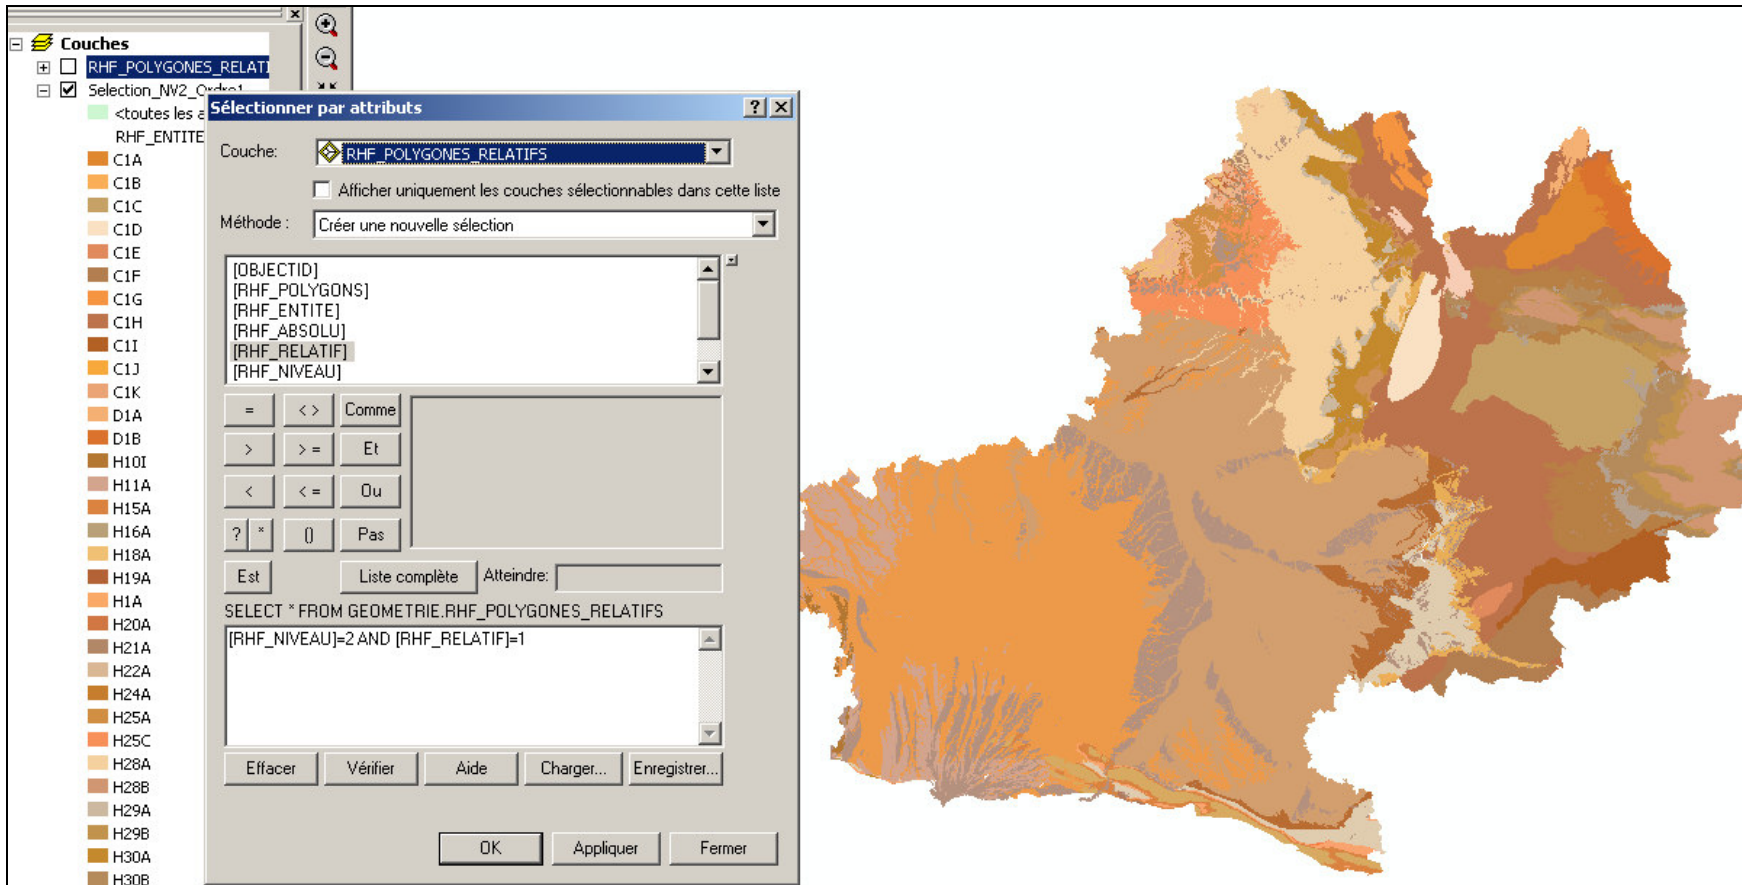 Couches
RHF_POLYGONES_RELATI
Selection_NV2_Ordre1
<toutes les a
RHF_ENTITE
C1A
C1B
C1C
C1D
C1E
C1F
C1G
C1H
C1I
C1J
C1K
D1A
D1B
H10I
H11A
H15A
H16A
H18A
H19A
H1A
H20A
H21A
H22A
H24A
H25A
H25C
H28A
H28B
H29A
H29B
H30A
H30B
Sélectionner par attributs
Couche: RHF_POLYGONES_RELATIFS
Afficher uniquement les couches sélectionnables dans cette liste
Méthode : Créer une nouvelle sélection
[OBJECTID]
[RHF_POLYGONS]
[RHF_ENTITE]
[RHF_ABSOLU]
[RHF_RELATIF]
[RHF_NIVEAU]
= < > Comme
> > = Et
< < = Ou
? * () Pas
Est Liste complète Atteindre:
SELECT * FROM GEOMETRIE.RHF_POLYGONES_RELATIFS
[RHF_NIVEAU]=2 AND [RHF_RELATIF]=1
Effacer Vérifier Aide Charger... Enregistrer...
OK Appliquer Fermer